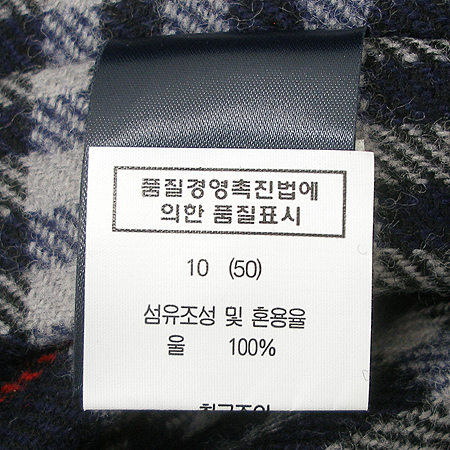 품질경영촉진법에
의한 품질표시
10 (50)
섬유조성 및 혼용율
울 100%